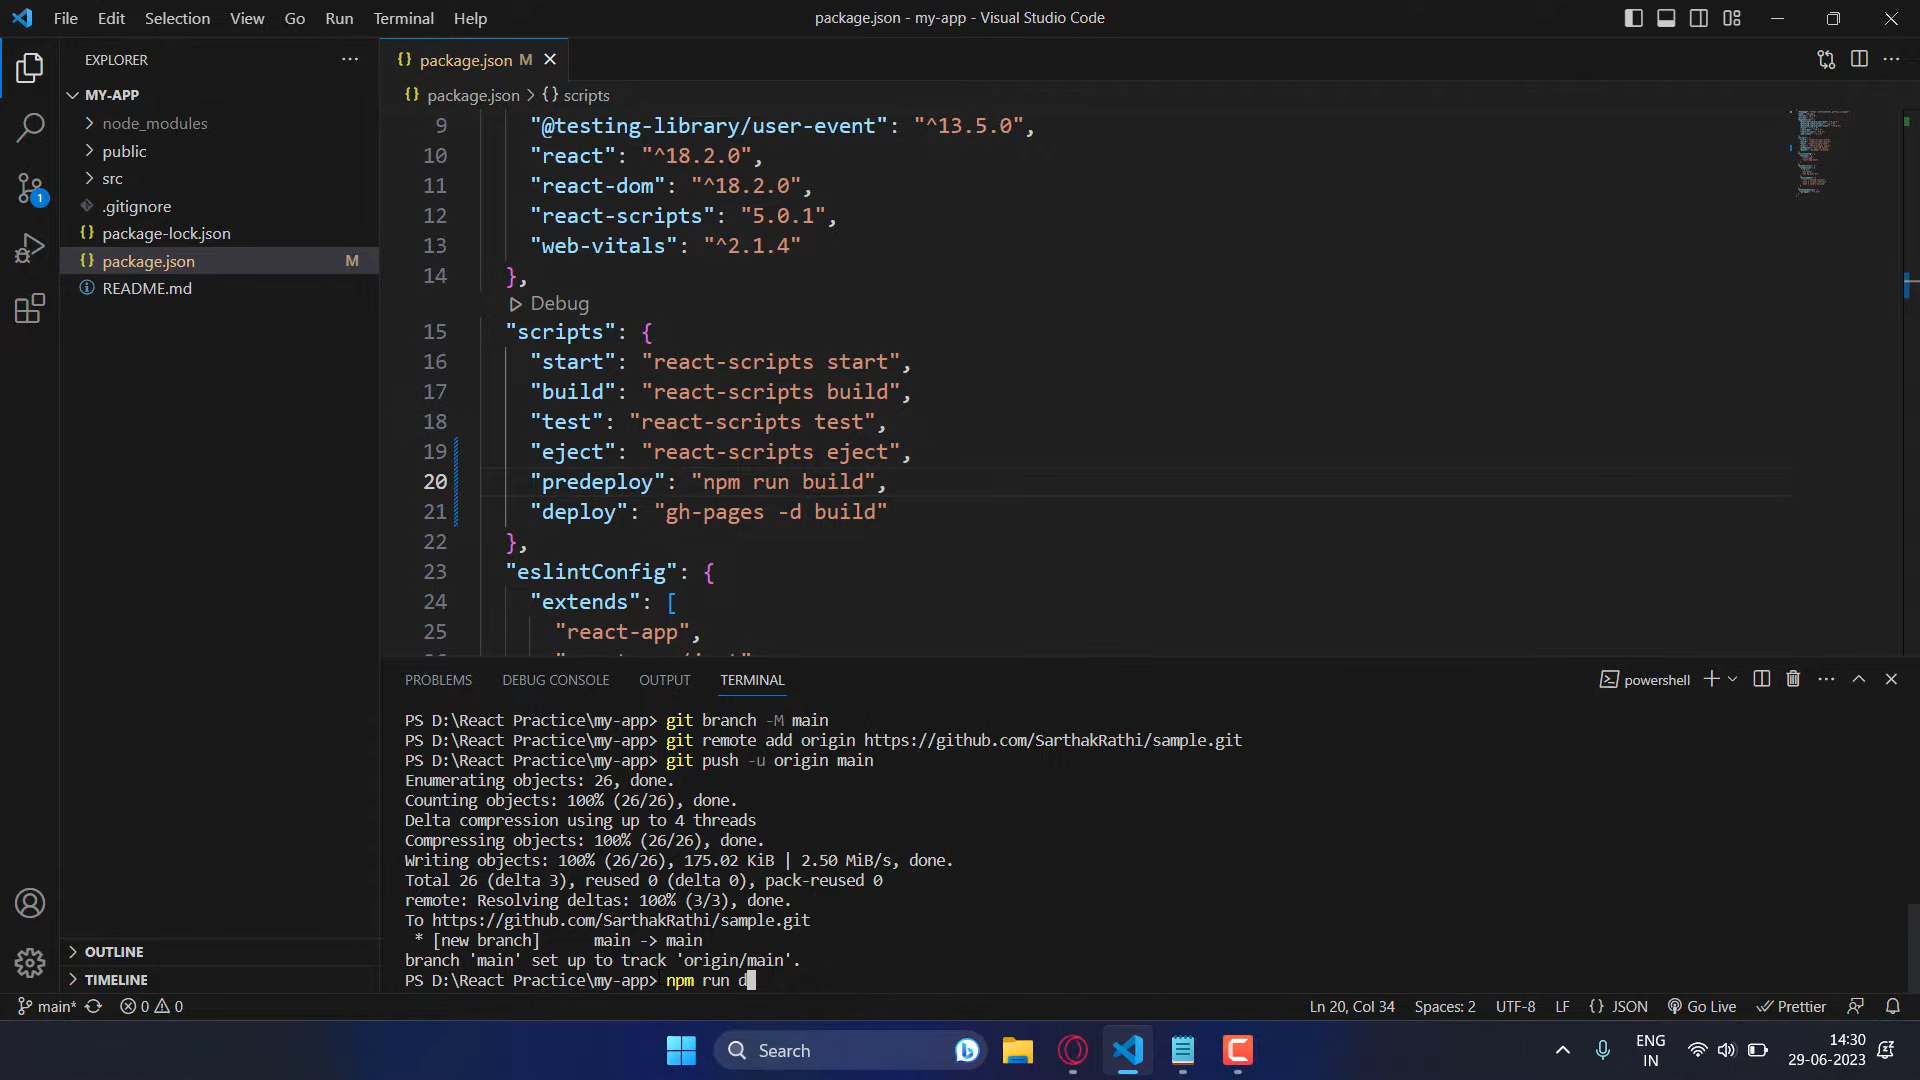 File Edit Selection View Go Run Terminal Help
package.json - my-app - Visual Studio Code
EXPLORER
MY-APP
node_modules
public
src
.gitignore
package-lock.json
package.json M
README.md
OUTLINE
TIMELINE
1
package.json M
package.json > {} scripts
9 "@testing-library/user-event": "^13.5.0",
10 "react": "^18.2.0",
11 "react-dom": "^18.2.0",
12 "react-scripts": "5.0.1",
13 "web-vitals": "^2.1.4"
14 },
Debug
15 "scripts": {
16 "start": "react-scripts start",
17 "build": "react-scripts build",
18 "test": "react-scripts test",
19 "eject": "react-scripts eject",
20 "predeploy": "npm run build",
21 "deploy": "gh-pages -d build"
22 },
23 "eslintConfig": {
24 "extends": [
25 "react-app",
PROBLEMS DEBUG CONSOLE OUTPUT TERMINAL
powershell
PS D:\React Practice\my-app> git branch -M main
PS D:\React Practice\my-app> git remote add origin https://github.com/SarthakRathi/sample.git
PS D:\React Practice\my-app> git push -u origin main
Enumerating objects: 26, done.
Counting objects: 100% (26/26), done.
Delta compression using up to 4 threads
Compressing objects: 100% (26/26), done.
Writing objects: 100% (26/26), 175.02 KiB | 2.50 MiB/s, done.
Total 26 (delta 3), reused 0 (delta 0), pack-reused 0
remote: Resolving deltas: 100% (3/3), done.
To https://github.com/SarthakRathi/sample.git
* [new branch] main -> main
branch 'main' set up to track 'origin/main'.
PS D:\React Practice\my-app> npm run d
main* 0 0
Ln 20, Col 34 Spaces: 2 UTF-8 LF {} JSON Go Live Prettier
Search
ENG
IN
14:30
29-06-2023